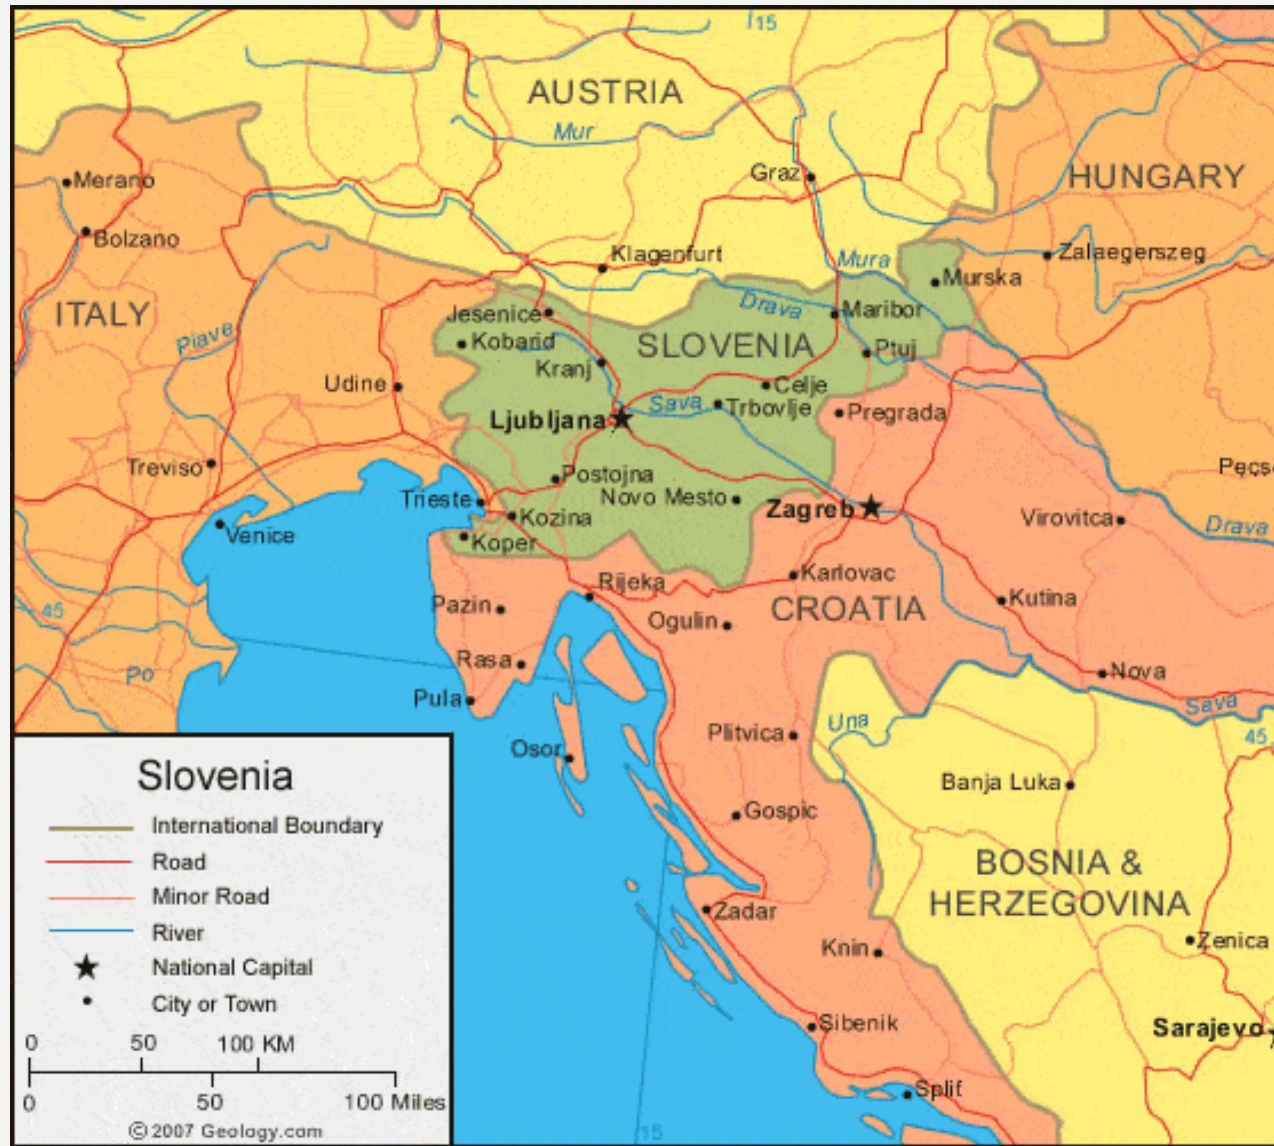 15
AUSTRIA
Mur
Graz
Merano
HUNGARY
Bolzano
Klagenfurt
Mura
Zalaegerszeg
Murska
ITALY
Piave
Jesenice
Drava
Maribor
Kobarid
SLOVENIA
Ptuj
Kranj
Udine
Celje
Sava
Trbovlje
Pregrada
Ljubljana
Treviso
Postojna
Pecs
Trieste
Novo Mesto
Zagreb
Kozina
Virovitca
Drava
Venice
Koper
Rijeka
Karlovac
45
Pazin
Ogulin
CROATIA
Kutina
Po
Rasa
Nova
Pula
Sava
Una
Plitvica
45
Osor
Banja Luka
Gospic
BOSNIA &
HERZEGOVINA
Zadar
Knin
Zenica
Sibenik
Sarajevo
Split
15
Slovenia
International Boundary
Road
Minor Road
River
National Capital
City or Town
0 50 100 KM
0 50 100 Miles
© 2007 Geology.com